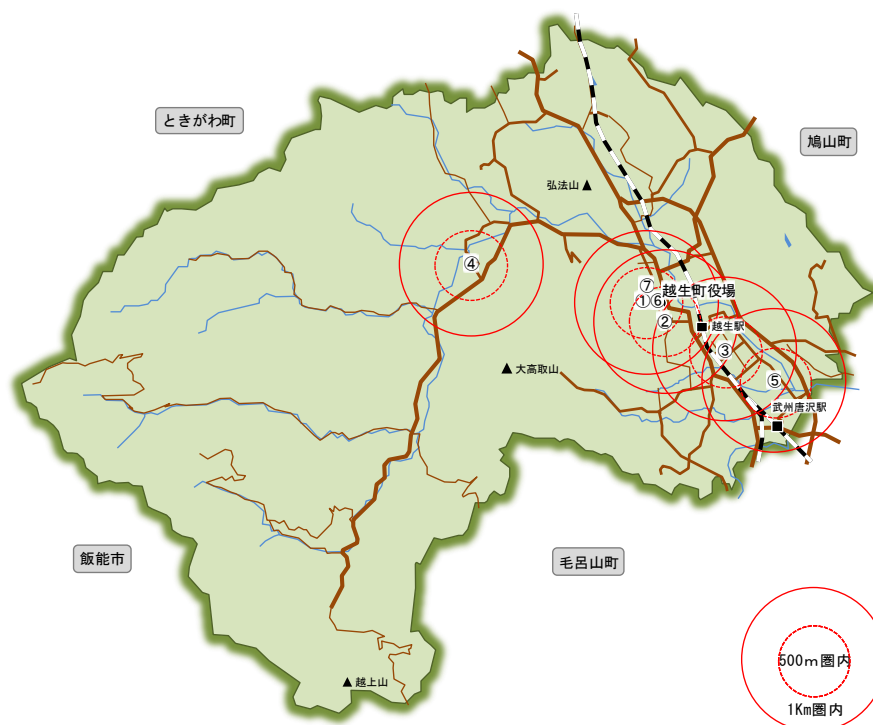 ときがわ町
鳩山町
弘法山
④
⑦
越生町役場
①⑥
②
越生駅
③
大高取山
⑤
武州唐沢駅
飯能市
毛呂山町
越上山
500m圏内
1Km圏内